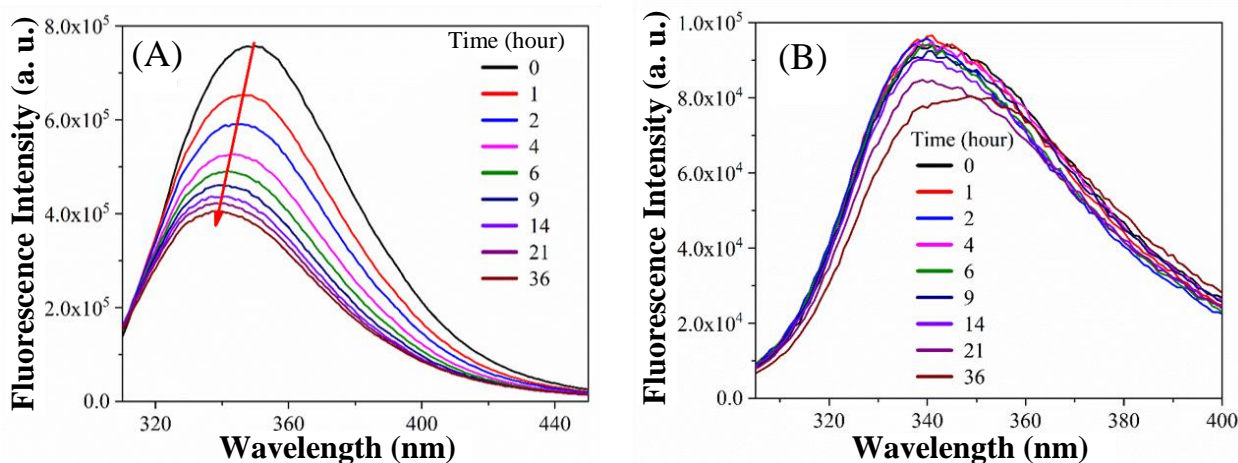 (A)
Fluorescence Intensity (a. u.)
8.0x10⁵
6.0x10⁵
4.0x10⁵
2.0x10⁵
0.0
Time (hour)
0
1
2
4
6
9
14
21
36
320 360 400 440
Wavelength (nm)
(B)
Fluorescence Intensity (a. u.)
1.0x10⁵
8.0x10⁴
6.0x10⁴
4.0x10⁴
2.0x10⁴
0.0
Time (hour)
0
1
2
4
6
9
14
21
36
320 340 360 380 400
Wavelength (nm)